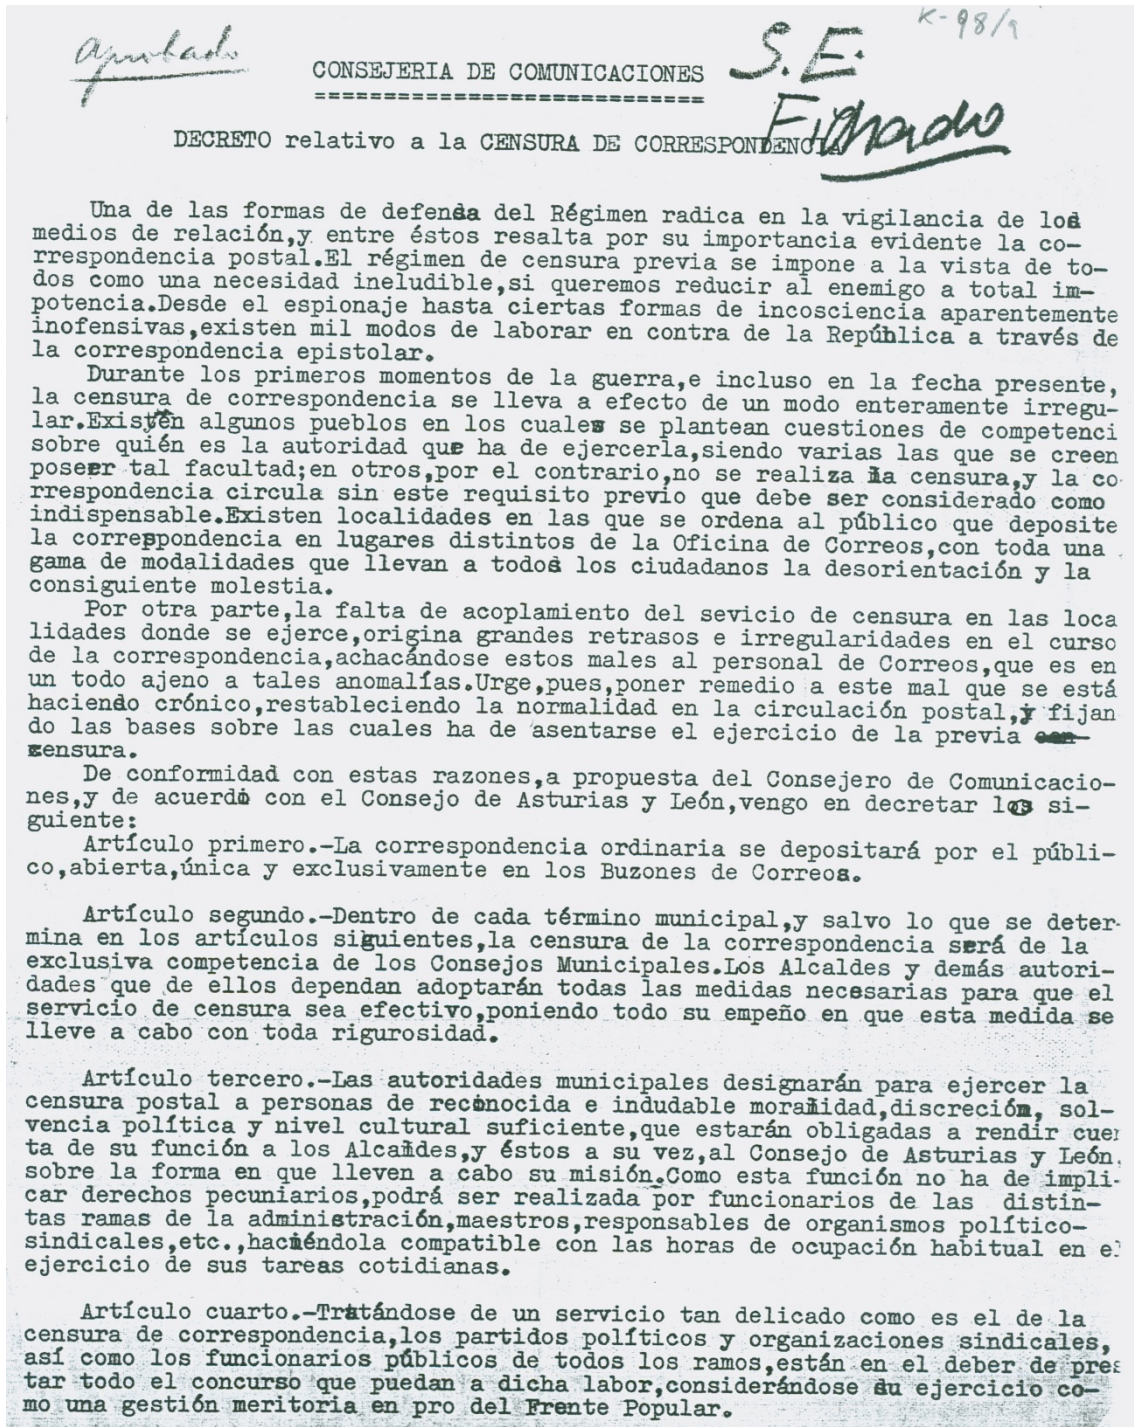 K-98/9
aprobado
S.E.
CONSEJERIA DE COMUNICACIONES
============================
Fichado
DECRETO relativo a la CENSURA DE CORRESPONDENCIA
Una de las formas de defensa del Régimen radica en la vigilancia de los
medios de relación,y entre éstos resalta por su importancia evidente la co-
rrespondencia postal.El régimen de censura previa se impone a la vista de to-
dos como una necesidad ineludible,si queremos reducir al enemigo a total im-
potencia.Desde el espionaje hasta ciertas formas de incosciencia aparentemente
inofensivas,existen mil modos de laborar en contra de la República a través de
la correspondencia epistolar.
Durante los primeros momentos de la guerra,e incluso en la fecha presente,
la censura de correspondencia se lleva a efecto de un modo enteramente irregu-
lar.Existen algunos pueblos en los cuales se plantean cuestiones de competenci
sobre quién es la autoridad que ha de ejercerla,siendo varias las que se creen
poseer tal facultad;en otros,por el contrario,no se realiza la censura,y la co-
rrespondencia circula sin este requisito previo que debe ser considerado como
indispensable.Existen localidades en las que se ordena al público que deposite
la correspondencia en lugares distintos de la Oficina de Correos,con toda una
gama de modalidades que llevan a todos los ciudadanos la desorientación y la
consiguiente molestia.
Por otra parte,la falta de acoplamiento del sevicio de censura en las loca
lidades donde se ejerce,origina grandes retrasos e irregularidades en el curso
de la correspondencia,achacándose estos males al personal de Correos,que es en
un todo ajeno a tales anomalías.Urge,pues,poner remedio a este mal que se está
haciendo crónico,restableciendo la normalidad en la circulación postal,y fijan
do las bases sobre las cuales ha de asentarse el ejercicio de la previa cen-
censura.
De conformidad con estas razones,a propuesta del Consejero de Comunicacio-
nes,y de acuerdo con el Consejo de Asturias y León,vengo en decretar lo si-
guiente:
Artículo primero.-La correspondencia ordinaria se depositará por el públi-
co,abierta,única y exclusivamente en los Buzones de Correos.
Artículo segundo.-Dentro de cada término municipal,y salvo lo que se deter-
mina en los artículos siguientes,la censura de la correspondencia será de la
exclusiva competencia de los Consejos Municipales.Los Alcaldes y demás autori-
dades que de ellos dependan adoptarán todas las medidas necesarias para que el
servicio de censura sea efectivo,poniendo todo su empeño en que esta medida se
lleve a cabo con toda rigurosidad.
Artículo tercero.-Las autoridades municipales designarán para ejercer la
censura postal a personas de reconocida e indudable moralidad,discreción, sol-
vencia política y nivel cultural suficiente,que estarán obligadas a rendir cuen
ta de su función a los Alcaldes,y éstos a su vez,al Consejo de Asturias y León,
sobre la forma en que lleven a cabo su misión.Como esta función no ha de impli-
car derechos pecuniarios,podrá ser realizada por funcionarios de las distin-
tas ramas de la administración,maestros,responsables de organismos político-
sindicales,etc.,haciéndola compatible con las horas de ocupación habitual en el
ejercicio de sus tareas cotidianas.
Artículo cuarto.-Tratándose de un servicio tan delicado como es el de la
censura de correspondencia,los partidos políticos y organizaciones sindicales,
así como los funcionarios públicos de todos los ramos,están en el deber de pres
tar todo el concurso que puedan a dicha labor,considerándose su ejercicio co-
mo una gestión meritoria en pro del Frente Popular.